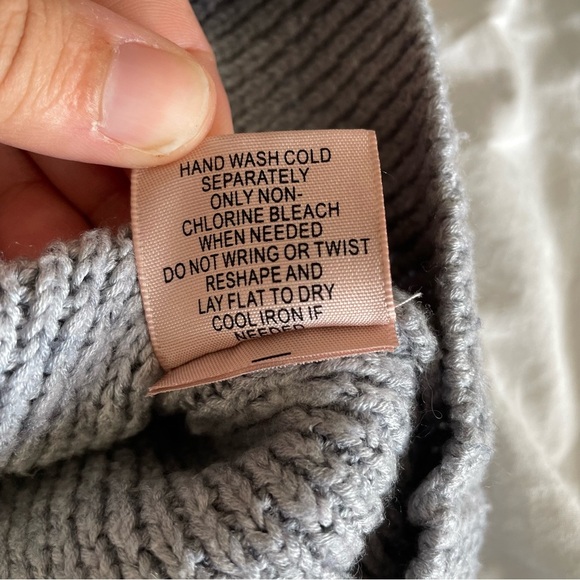 HAND WASH COLD
SEPARATELY
ONLY NON-
CHLORINE BLEACH
WHEN NEEDED
DO NOT WRING OR TWIST
RESHAPE AND
LAY FLAT TO DRY
COOL IRON IF
NEEDED